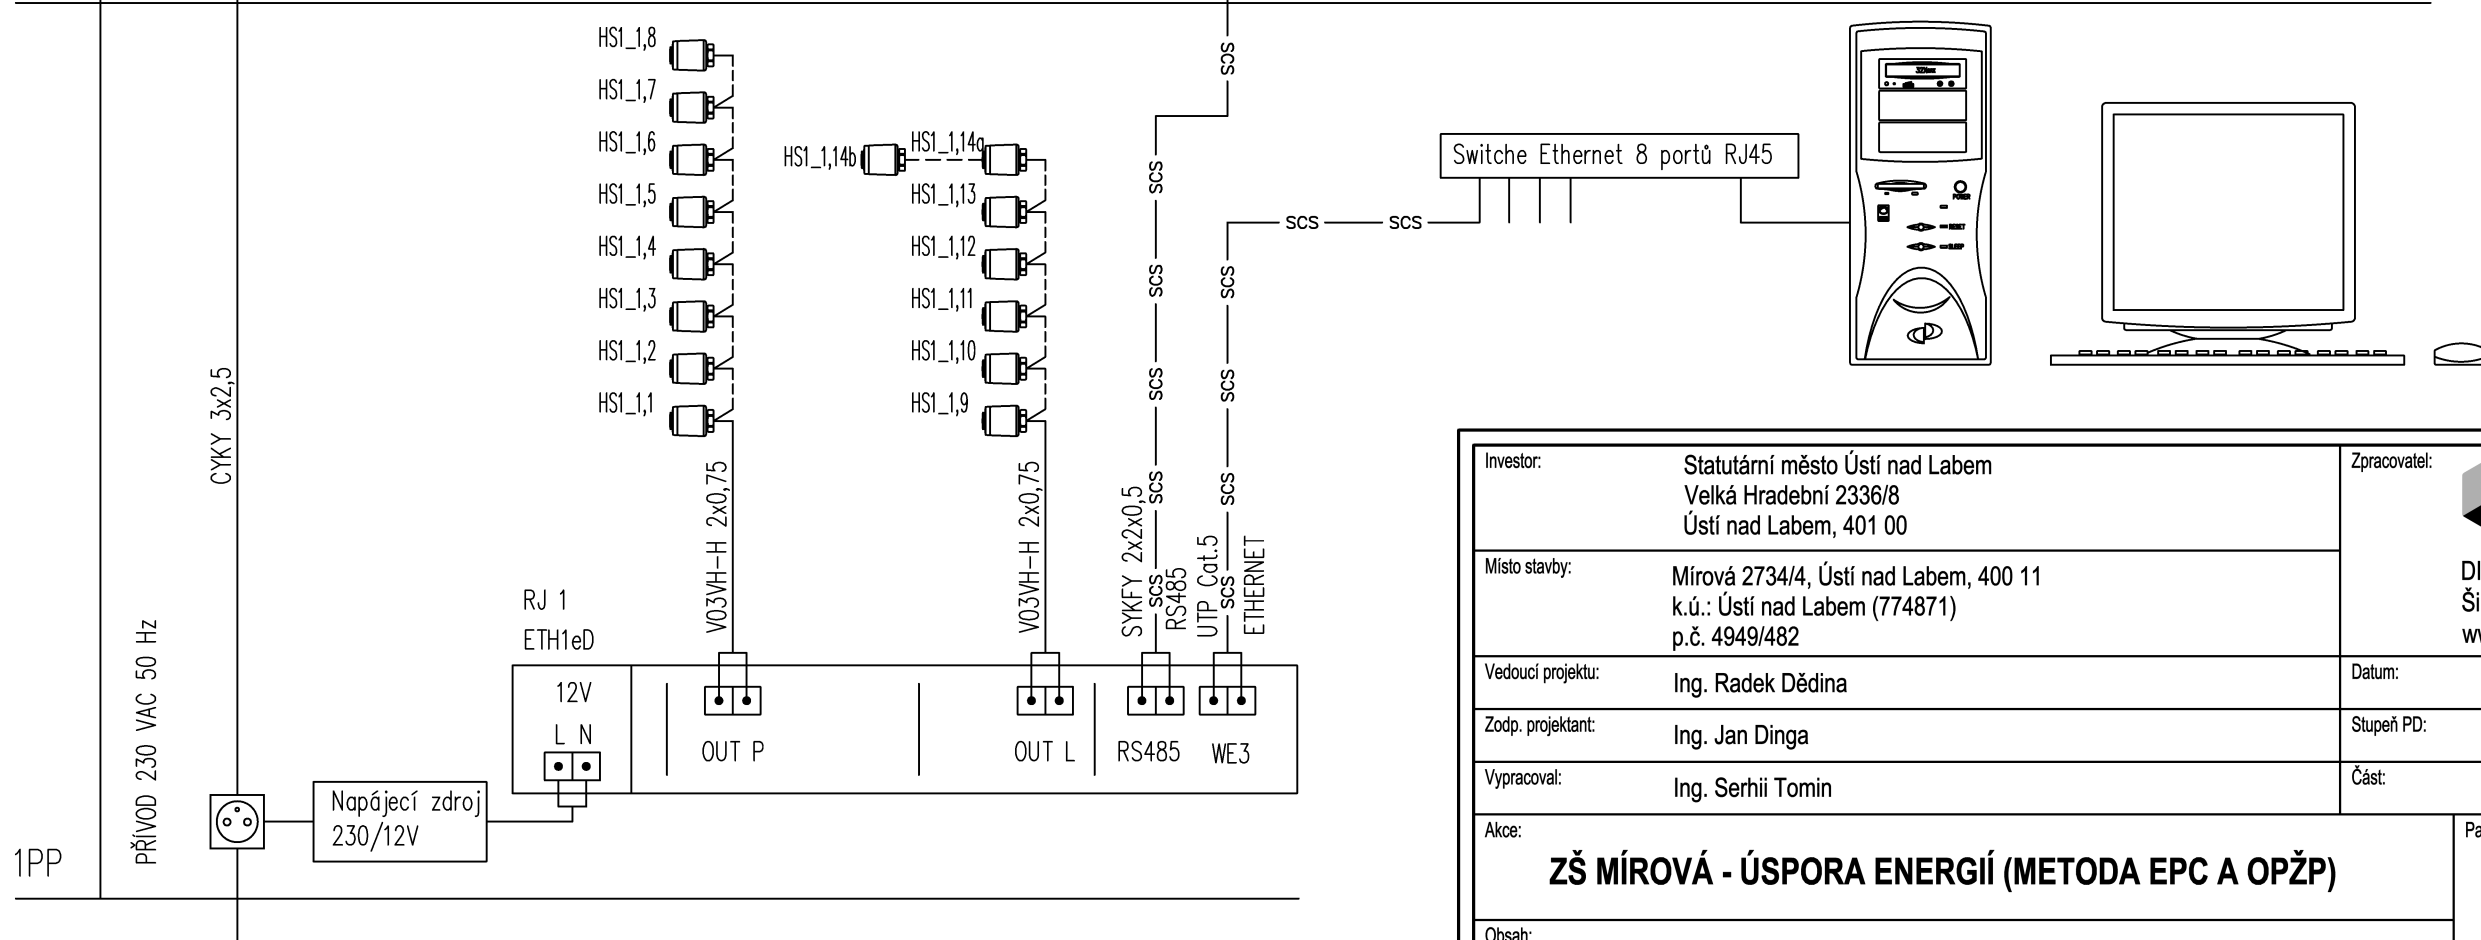 HS1_1,8
HS1_1,7
HS1_1,6
HS1_1,5
HS1_1,4
HS1_1,3
HS1_1,2
HS1_1,1
V03VH-H 2x0,75
HS1_1,14b
HS1_1,14a
HS1_1,13
HS1_1,12
HS1_1,11
HS1_1,10
HS1_1,9
V03VH-H 2x0,75
SCS
SCS
SCS
SCS
SCS
SCS
SYKFY 2x2x0,5
RS485
SCS
SCS
SCS
SCS
SCS
SCS
UTP Cat.5
ETHERNET
Switche Ethernet 8 portů RJ45
32Xmax
POWER
RESET
SLEEP
CYKY 3x2,5
PŘÍVOD 230 VAC 50 Hz
1PP
Napájecí zdroj
230/12V
RJ 1
ETH1eD
12V
L N
OUT P
OUT L
RS485
WE3
Investor:
Statutární město Ústí nad Labem
Velká Hradební 2336/8
Ústí nad Labem, 401 00
Zpracovatel:
Místo stavby:
Mírová 2734/4, Ústí nad Labem, 400 11
k.ú.: Ústí nad Labem (774871)
p.č. 4949/482
DI
Ši
Vedoucí projektu:
Ing. Radek Dědina
Datum:
Zodp. projektant:
Ing. Jan Dinga
Stupeň PD:
Vypracoval:
Ing. Serhii Tomin
Část:
Akce:
ZŠ MÍROVÁ - ÚSPORA ENERGIÍ (METODA EPC A OPŽP)
Pa
Obsah: